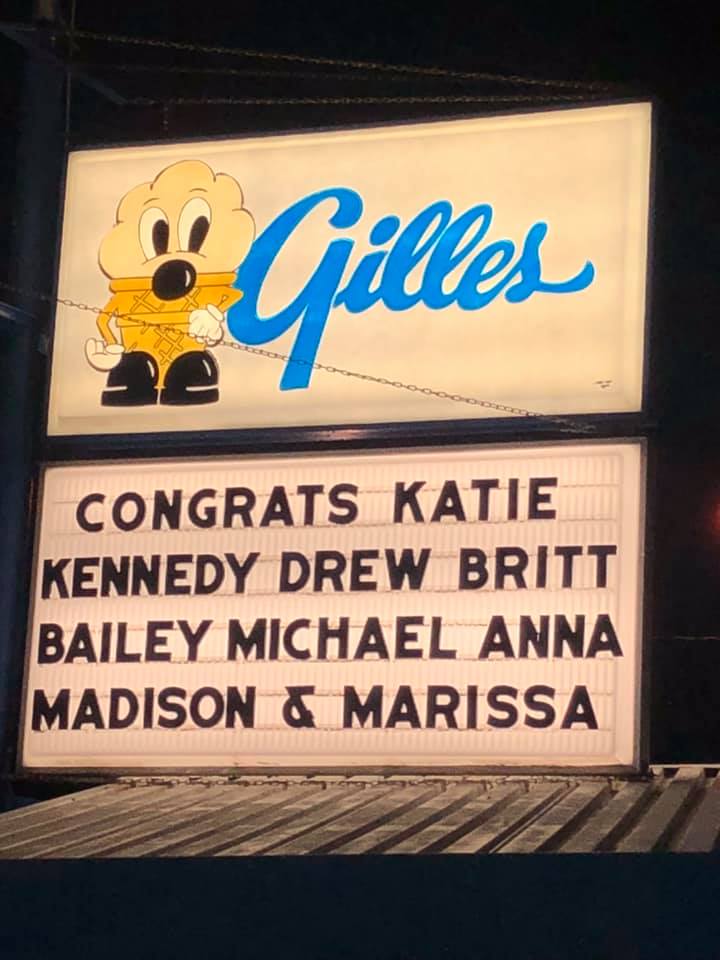 Gilles
CONGRATS KATIE
KENNEDY DREW BRITT
BAILEY MICHAEL ANNA
MADISON & MARISSA